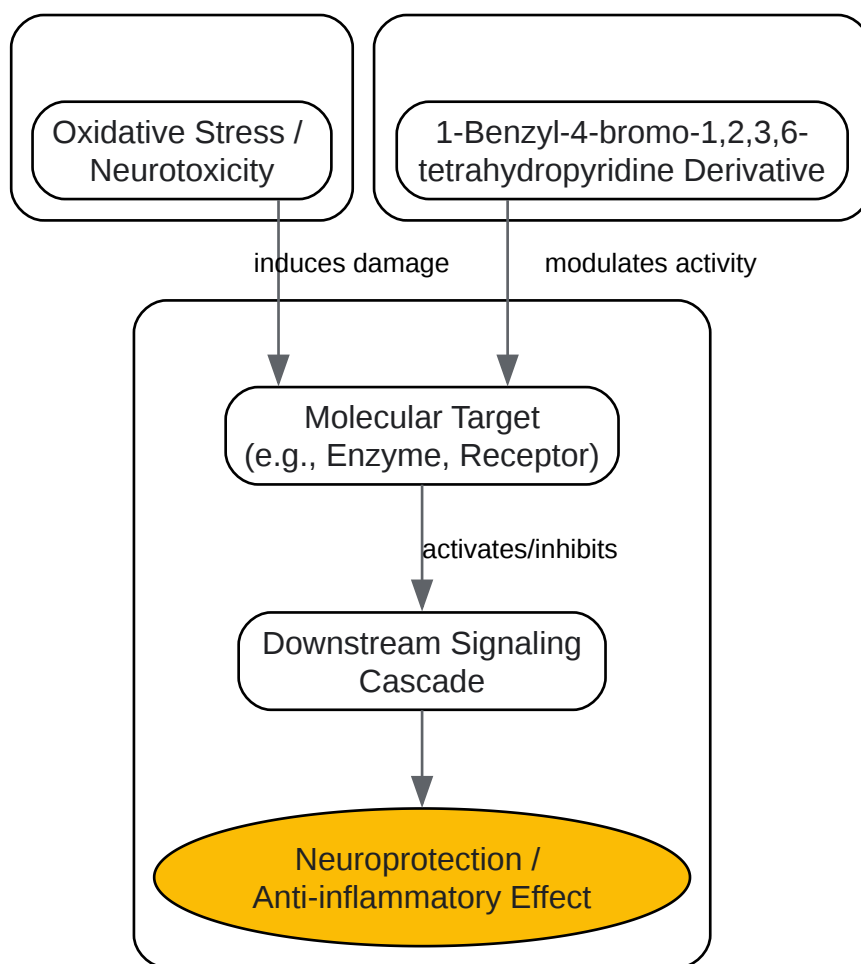 Oxidative Stress /
Neurotoxicity
1-Benzyl-4-bromo-1,2,3,6-
tetrahydropyridine Derivative
induces damage
modulates activity
Molecular Target
(e.g., Enzyme, Receptor)
activates/inhibits
Downstream Signaling
Cascade
Neuroprotection /
Anti-inflammatory Effect